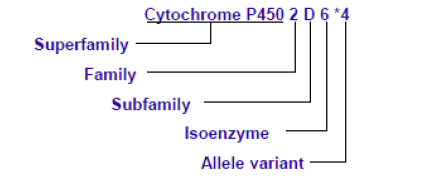 Cytochrome P450 2 D 6 *4
Superfamily
Family
Subfamily
Isoenzyme
Allele variant